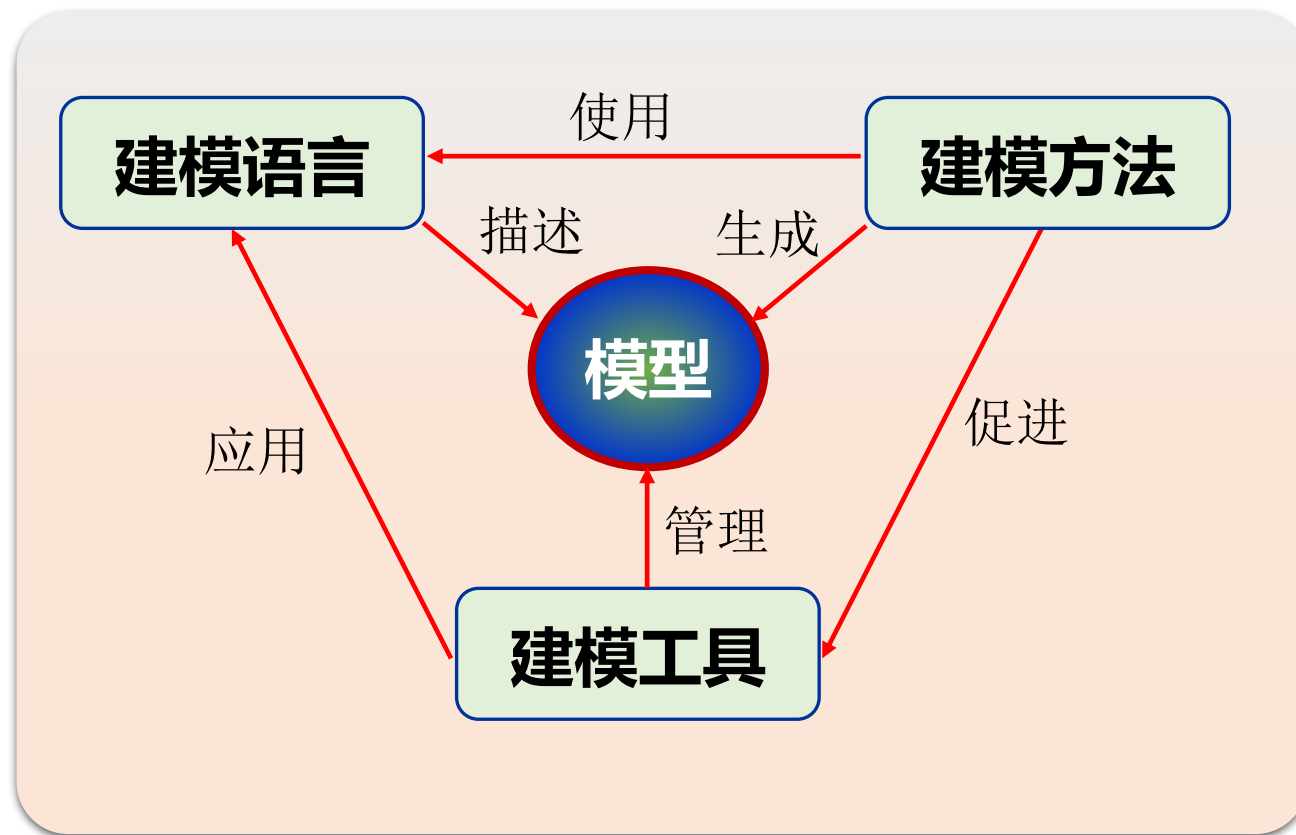 使用
建模语言
建模方法
描述
生成
模型
应用
促进
管理
建模工具